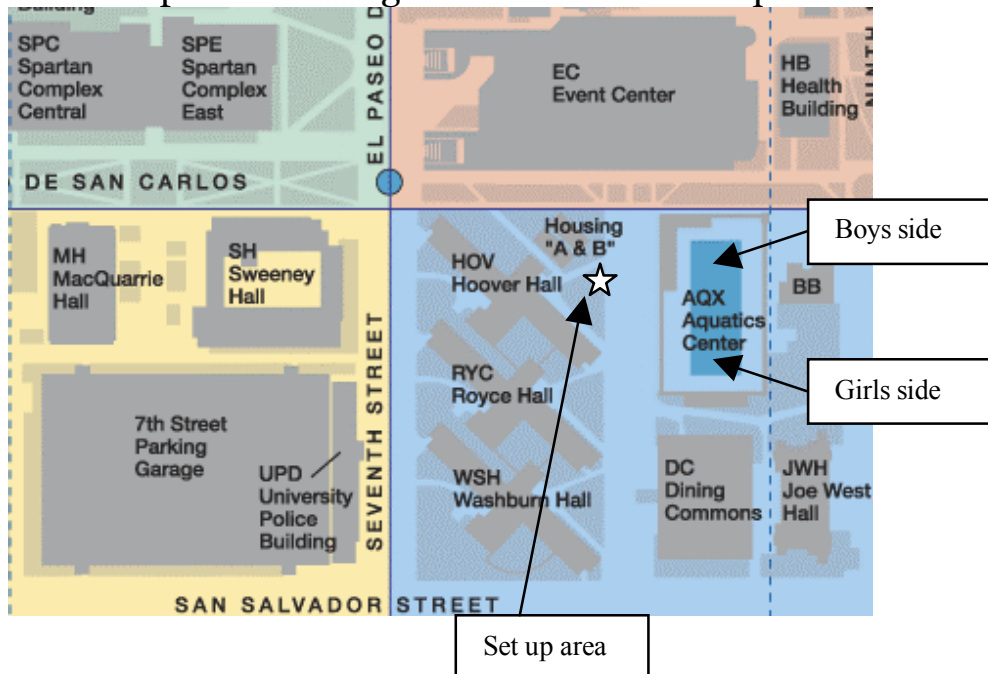 Building
SPC
Spartan
Complex
Central
SPE
Spartan
Complex
East
EL PASEO D
EC
Event Center
HB
Health
Building
NINTH
DE SAN CARLOS
MH
MacQuarrie
Hall
SH
Sweeney
Hall
SEVENTH STREET
HOV
Hoover Hall
Housing
"A & B"
AQX
Aquatics
Center
BB
Boys side
Girls side
7th Street
Parking
Garage
UPD
University
Police
Building
RYC
Royce Hall
WSH
Washburn Hall
DC
Dining
Commons
JWH
Joe West
Hall
SAN SALVADOR STREET
Set up area